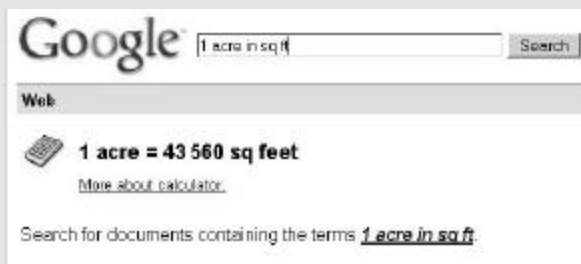 Google 1 acre in sq ft Search
Web
1 acre = 43 560 sq feet
More about calculator.
Search for documents containing the terms 1 acre in sq ft.